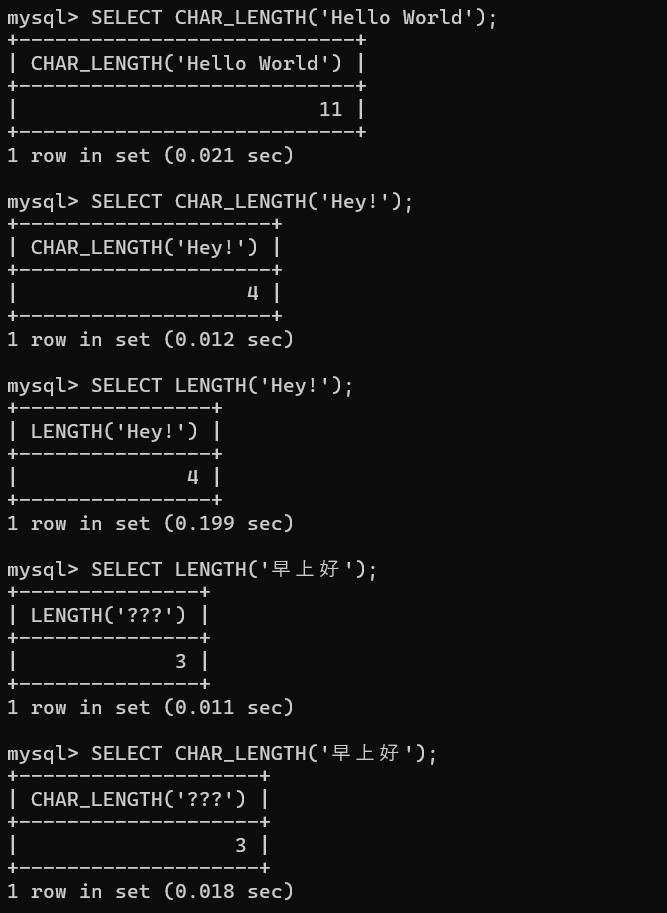 mysql> SELECT CHAR_LENGTH('Hello World');
+----------------------------+
| CHAR_LENGTH('Hello World') |
+----------------------------+
|                         11 |
+----------------------------+
1 row in set (0.021 sec)

mysql> SELECT CHAR_LENGTH('Hey!');
+---------------------+
| CHAR_LENGTH('Hey!') |
+---------------------+
|                   4 |
+---------------------+
1 row in set (0.012 sec)

mysql> SELECT LENGTH('Hey!');
+----------------+
| LENGTH('Hey!') |
+----------------+
|              4 |
+----------------+
1 row in set (0.199 sec)

mysql> SELECT LENGTH('早上好');
+---------------+
| LENGTH('???') |
+---------------+
|             3 |
+---------------+
1 row in set (0.011 sec)

mysql> SELECT CHAR_LENGTH('早上好');
+--------------------+
| CHAR_LENGTH('???') |
+--------------------+
|                  3 |
+--------------------+
1 row in set (0.018 sec)